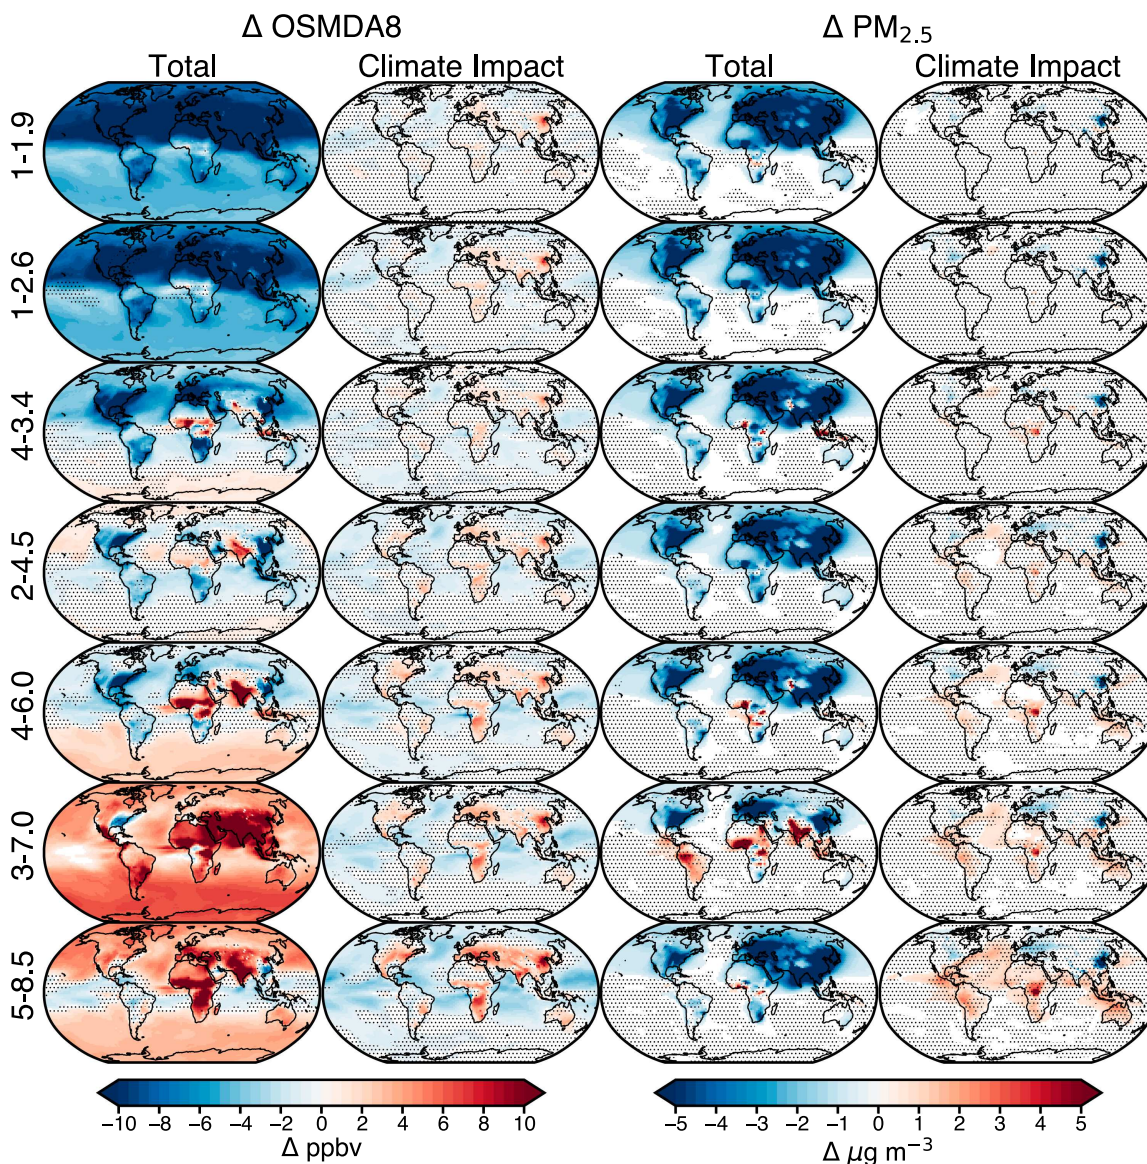 Δ OSMDA8 Δ PM2.5
Total Climate Impact Total Climate Impact
1-1.9
1-2.6
4-3.4
2-4.5
4-6.0
3-7.0
5-8.5
−10 −8 −6 −4 −2 0 2 4 6 8 10
Δ ppbv
−5 −4 −3 −2 −1 0 1 2 3 4 5
Δ μg m−3